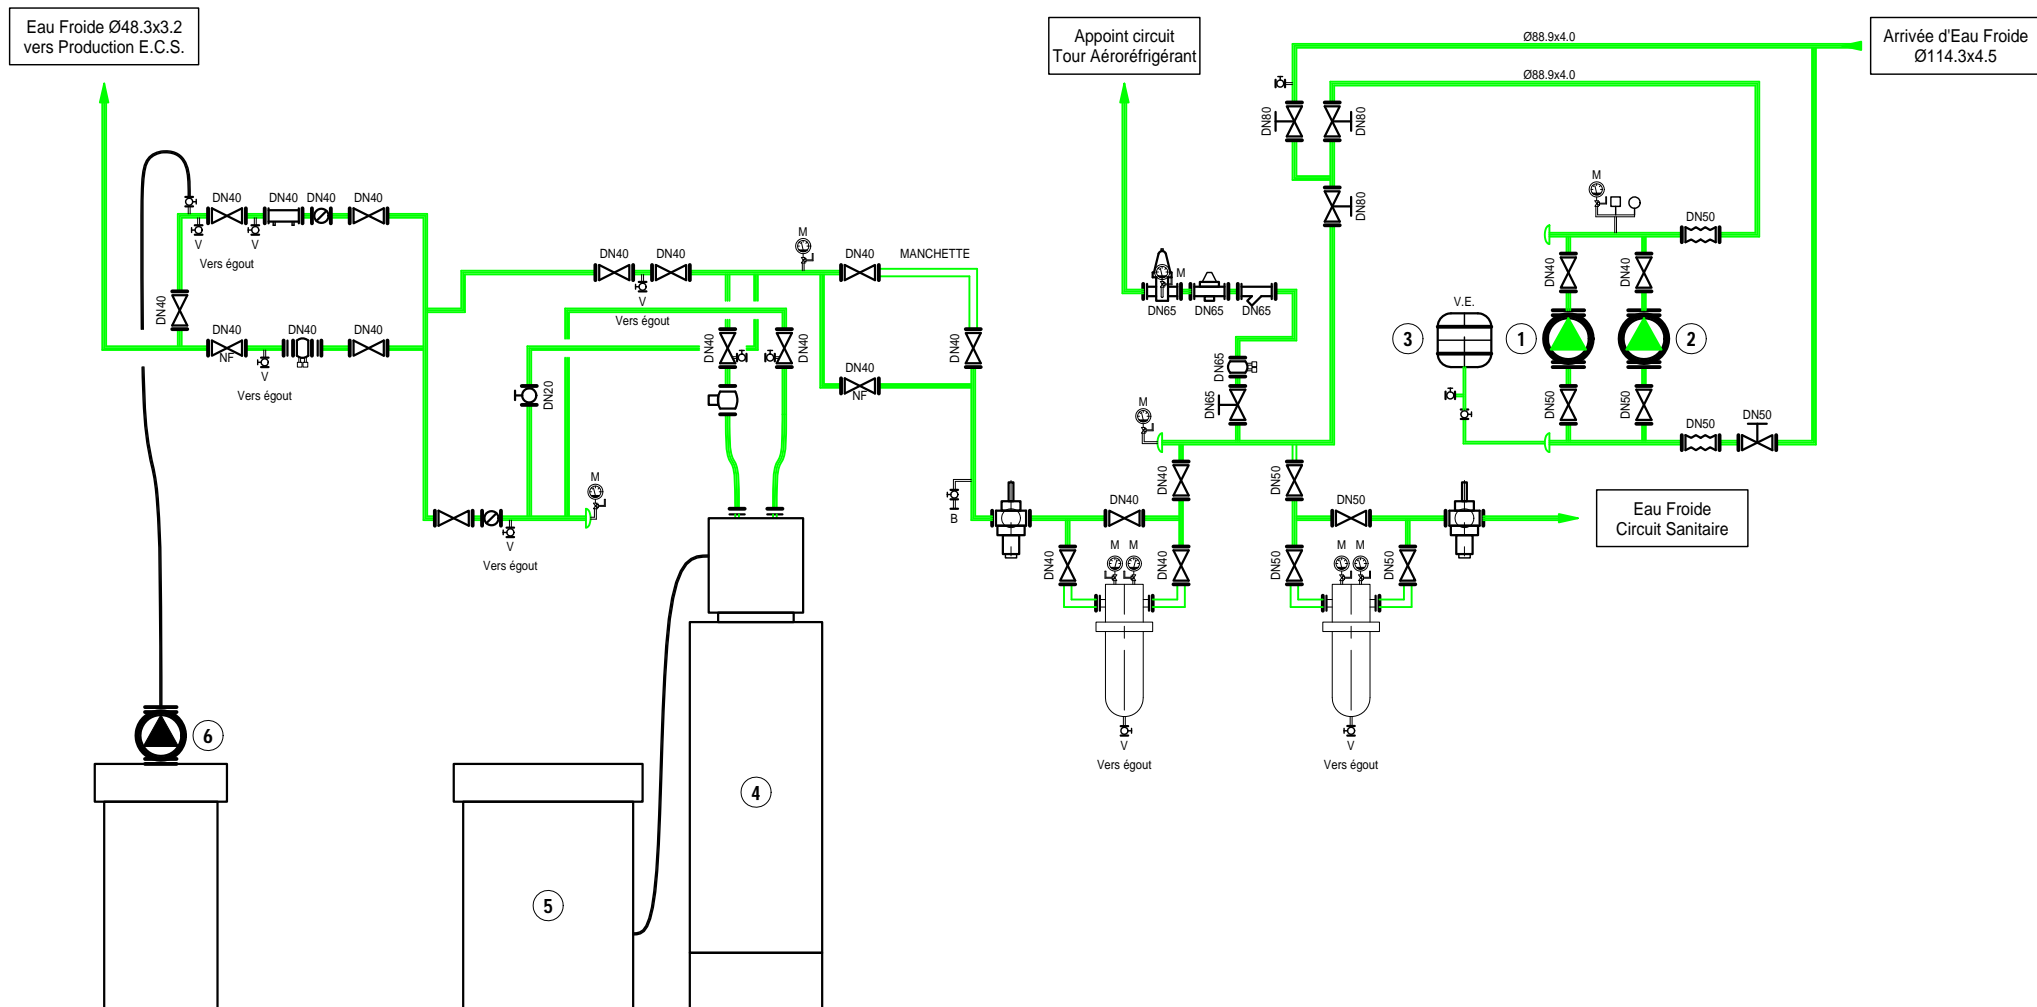 Eau Froide Ø48.3x3.2
vers Production E.C.S.
Appoint circuit
Tour Aéroréfrigérant
Ø88.9x4.0
Ø88.9x4.0
Arrivée d'Eau Froide
Ø114.3x4.5
DN80
DN80
DN80
M
DN50
DN40
DN40
DN40
DN40
DN40
V
V
Vers égout
DN40
DN40
NF
DN40
DN40
V
Vers égout
DN40
DN40
V
Vers égout
M
DN40
MANCHETTE
DN40
DN40
DN40
DN40
NF
DN20
M
DN65
DN65
DN65
DN65
DN65
V.E.
3
1
2
DN50
DN50
DN50
DN50
M
M
V
Vers égout
B
DN40
DN40
DN40
DN40
M
M
V
Vers égout
DN50
DN50
DN50
DN50
M
M
V
Vers égout
Eau Froide
Circuit Sanitaire
6
4
5